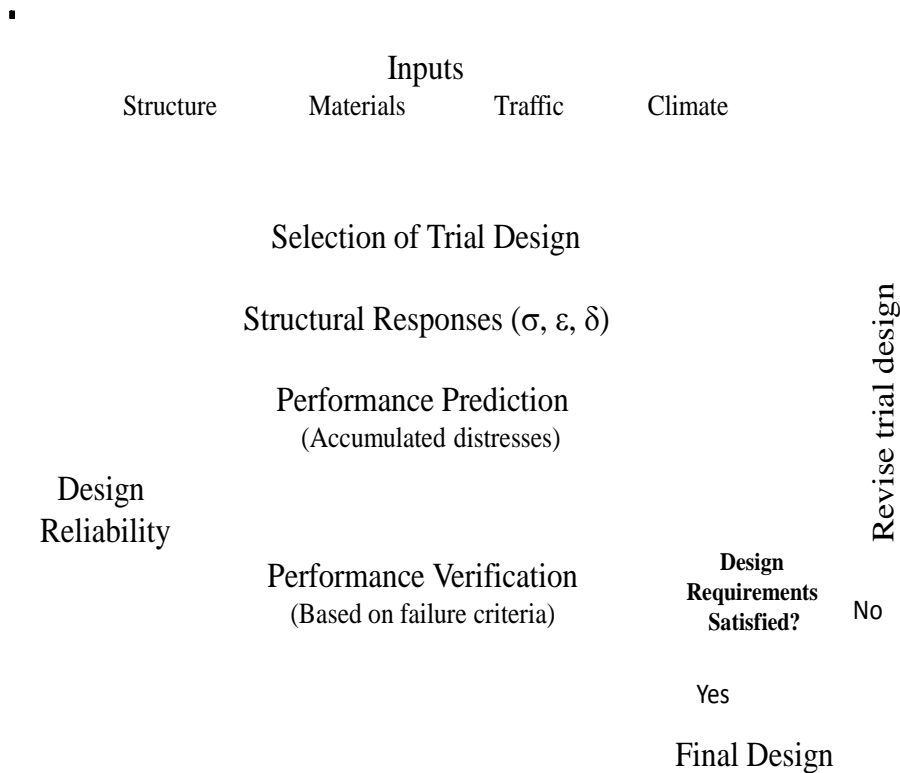 Inputs
Structure Materials Traffic Climate
Selection of Trial Design
Structural Responses (σ, ε, δ)
Performance Prediction
(Accumulated distresses)
Revise trial design
Design
Reliability
Performance Verification
(Based on failure criteria)
Design
Requirements
Satisfied?
No
Yes
Final Design